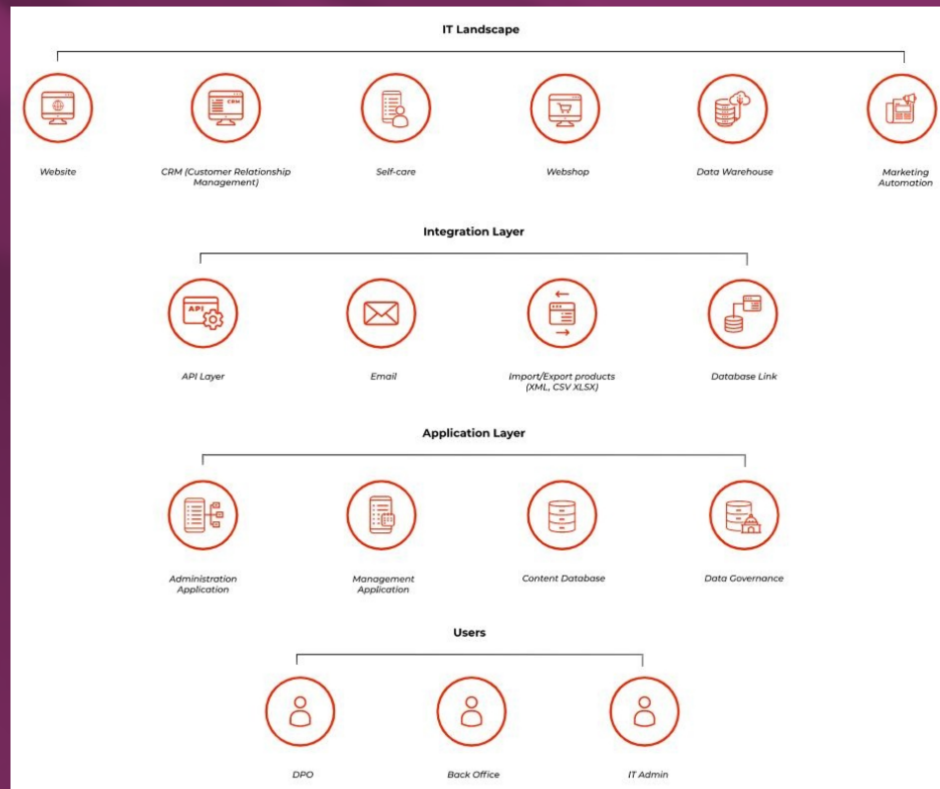 IT Landscape
CRM
Website
CRM (Customer Relationship
Management)
Self-care
Webshop
Data Warehouse
Marketing
Automation
Integration Layer
API
API Layer
Email
Import/Export products
(XML, CSV XLSX)
Database Link
Application Layer
Administration
Application
Management
Application
Content Database
Data Governance
Users
DPO
Back Office
IT Admin